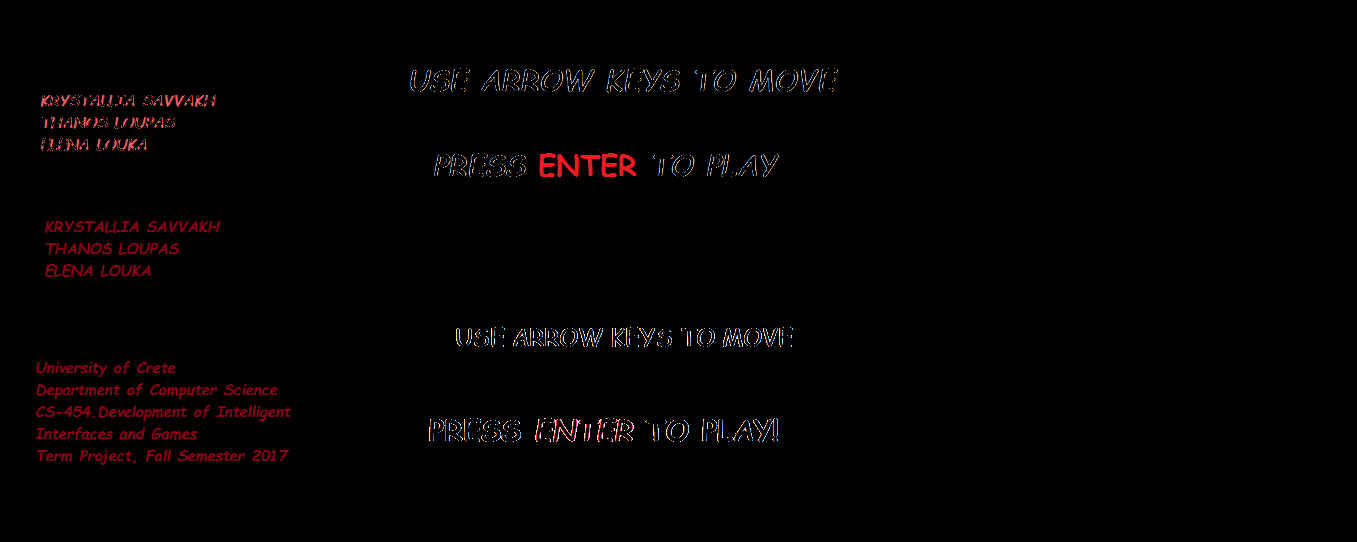 USE ARROW KEYS TO MOVE
KRYSTALLIA SAVVAKH
THANOS LOUPAS
ELENA LOUKA
PRESS ENTER TO PLAY
KRYSTALLIA SAVVAKH
THANOS LOUPAS
ELENA LOUKA
USE ARROW KEYS TO MOVE
University of Crete
Department of Computer Science
CS-454.Development of Intelligent
Interfaces and Games
Term Project, Fall Semester 2017
PRESS ENTER TO PLAY!